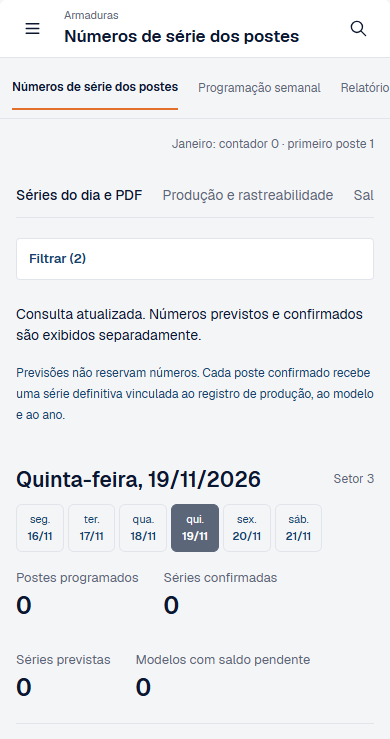 Armaduras
Números de série dos postes
Números de série dos postes Programação semanal Relatório
Janeiro: contador 0 · primeiro poste 1
Séries do dia e PDF Produção e rastreabilidade Sal
Filtrar (2)
Consulta atualizada. Números previstos e confirmados
são exibidos separadamente.
Previsões não reservam números. Cada poste confirmado recebe
uma série definitiva vinculada ao registro de produção, ao modelo
e ao ano.
Quinta-feira, 19/11/2026 Setor 3
seg. ter. qua. qui. sex. sáb.
16/11 17/11 18/11 19/11 20/11 21/11
Postes programados Séries confirmadas
0 0
Séries previstas Modelos com saldo pendente
0 0